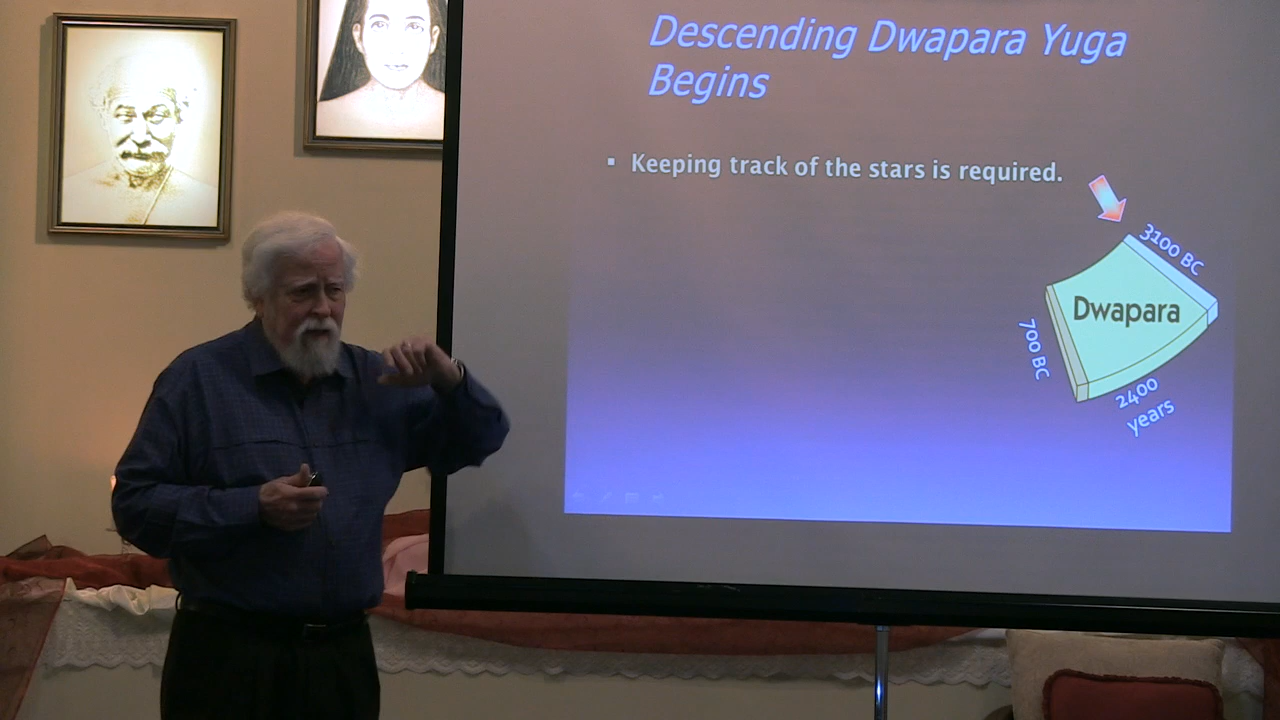 Descending Dwapara Yuga
Begins
▪ Keeping track of the stars is required.
3100 BC
Dwapara
700 BC
2400
years